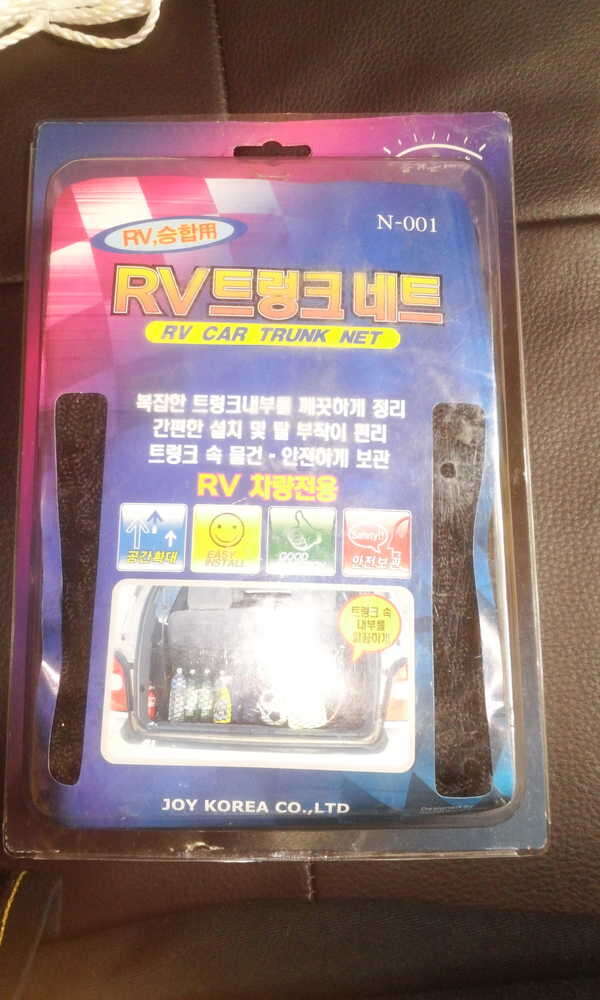 N-001
RV,승합用
RV트렁크 네트
RV CAR TRUNK NET
복잡한 트렁크내부를 깨끗하게 정리
간편한 설치 및 탈 부착이 편리
트렁크 속 물건 - 안전하게 보관
RV 차량전용
공간확대
EASY INSTALL
GOOD
Safety!!
안전보관
트렁크 속
내부를
깔끔하게
JOY KOREA CO.,LTD